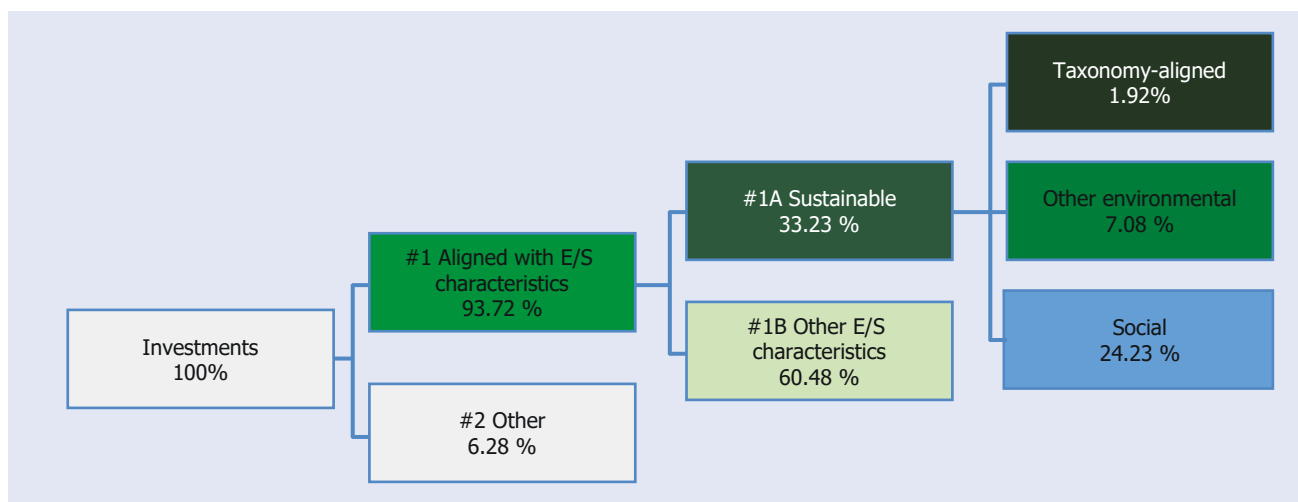 Investments
100%
#1 Aligned with E/S
characteristics
93.72 %
#2 Other
6.28 %
#1A Sustainable
33.23 %
#1B Other E/S
characteristics
60.48 %
Taxonomy-aligned
1.92%
Other environmental
7.08 %
Social
24.23 %